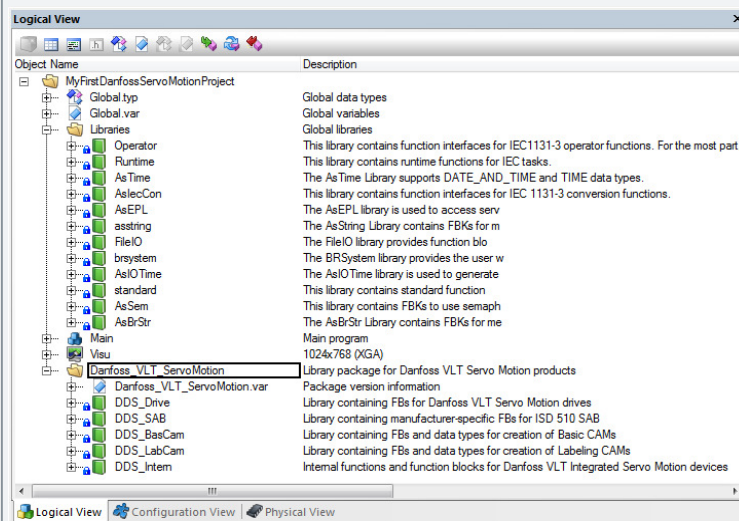 Logical View
Object Name Description
MyFirstDanfossServoMotionProject
Global.typ Global data types
Global.var Global variables
Libraries Global libraries
Operator This library contains function interfaces for IEC1131-3 operator functions. For the most part
Runtime This library contains runtime functions for IEC tasks.
AsTime The AsTime Library supports DATE_AND_TIME and TIME data types.
AsIecCon This library contains function interfaces for IEC 1131-3 conversion functions.
AsEPL The AsEPL library is used to access serv
asstring The AsString Library contains FBKs for m
FileIO The FileIO library provides function blo
brsystem The BRSystem library provides the user w
AsIOTime The AsIOTime library is used to generate
standard This library contains standard function
AsSem This library contains FBKs to use semaph
AsBrStr The AsBrStr Library contains FBKs for me
Main Main program
Visu 1024x768 (XGA)
Danfoss_VLT_ServoMotion Library package for Danfoss VLT Servo Motion products
Danfoss_VLT_ServoMotion.var Package version information
DDS_Drive Library containing FBs for Danfoss VLT Servo Motion drives
DDS_SAB Library containing manufacturer-specific FBs for ISD 510 SAB
DDS_BasCam Library containing FBs and data types for creation of Basic CAMs
DDS_LabCam Library containing FBs and data types for creation of Labeling CAMs
DDS_Intern Internal functions and function blocks for Danfoss VLT Integrated Servo Motion devices
Logical View Configuration View Physical View